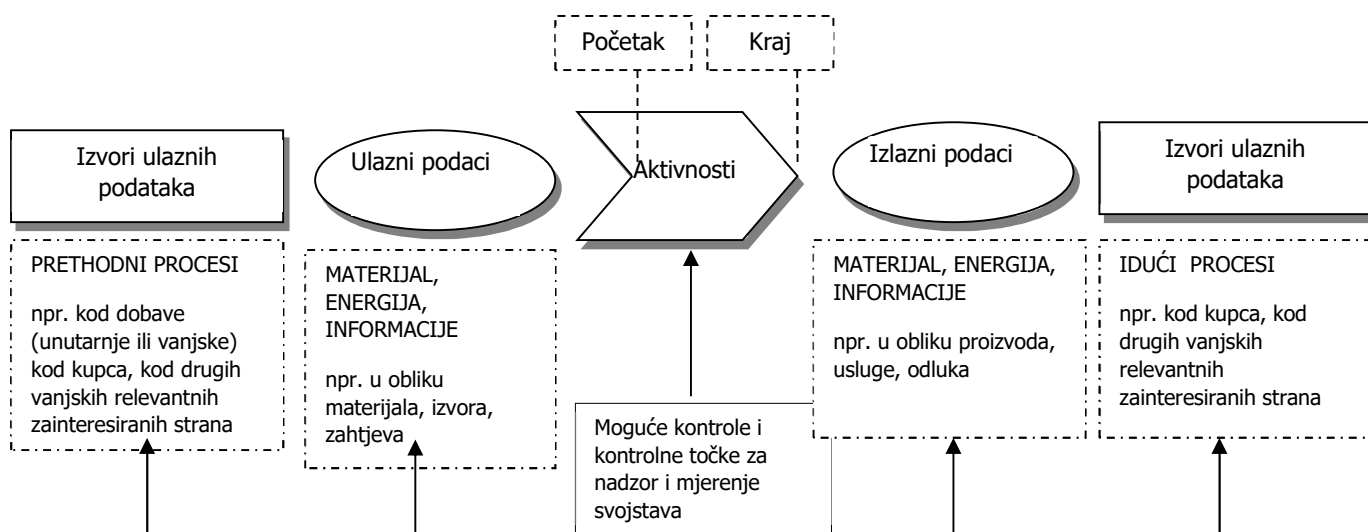 Početak
Kraj
Izvori ulaznih
podataka
Ulazni podaci
Aktivnosti
Izlazni podaci
Izvori ulaznih
podataka
PRETHODNI PROCESI
npr. kod dobave
(unutarnje ili vanjske)
kod kupca, kod drugih
vanjskih relevantnih
zainteresiranih strana
MATERIJAL,
ENERGIJA,
INFORMACIJE
npr. u obliku
materijala, izvora,
zahtjeva
Moguće kontrole i
kontrolne točke za
nadzor i mjerenje
svojstava
MATERIJAL, ENERGIJA,
INFORMACIJE
npr. u obliku proizvoda,
usluge, odluka
IDUĆI PROCESI
npr. kod kupca, kod
drugih vanjskih
relevantnih
zainteresiranih strana